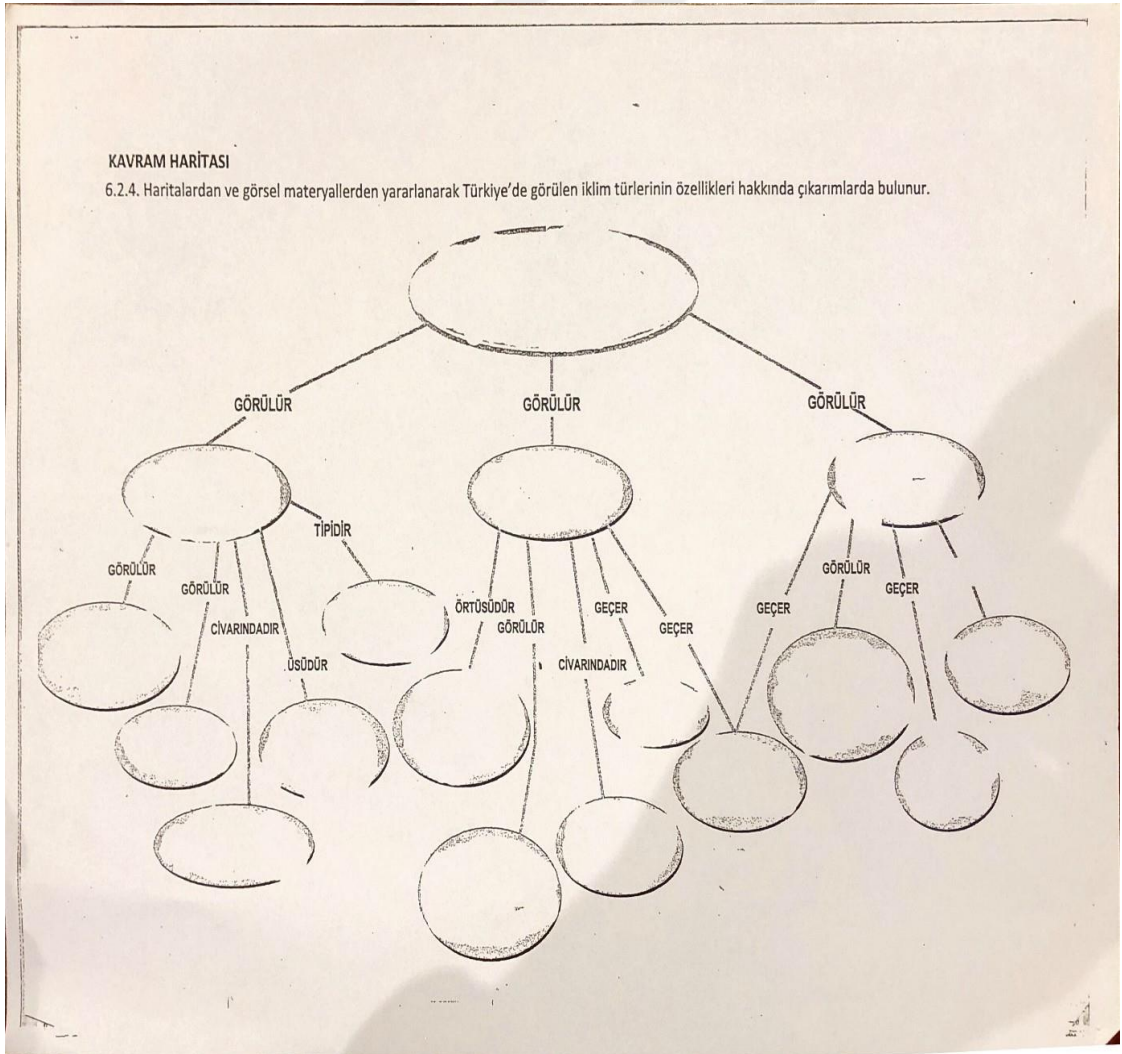 KAVRAM HARİTASI
6.2.4. Haritalardan ve görsel materyallerden yararlanarak Türkiye'de görülen iklim türlerinin özellikleri hakkında çıkarımlarda bulunur.
GÖRÜLÜR
GÖRÜLÜR
GÖRÜLÜR
TİPİDİR
GÖRÜLÜR
GÖRÜLÜR
CİVARINDADIR
ÜSÜDÜR
ÖRTÜSÜDÜR
GÖRÜLÜR
GEÇER
CİVARINDADIR
GEÇER
GEÇER
GÖRÜLÜR
GEÇER